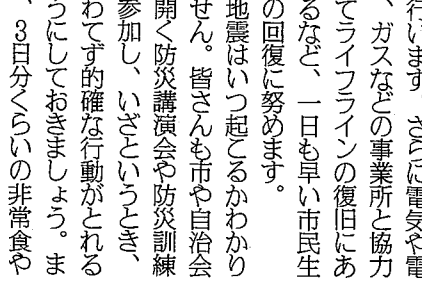 行います。さらに電気や電
、ガスなどの事業所と協力
てライフラインの復旧にあ
るなど、一日も早い市民生
の回復に努めます。
地震はいつ起こるかわかり
せん。皆さんも市や自治会
開く防災講演会や防災訓練
参加し、いざというとき、
わてず的確な行動がとれる
うにしておきましょう。ま
、3日分くらいの非常食や